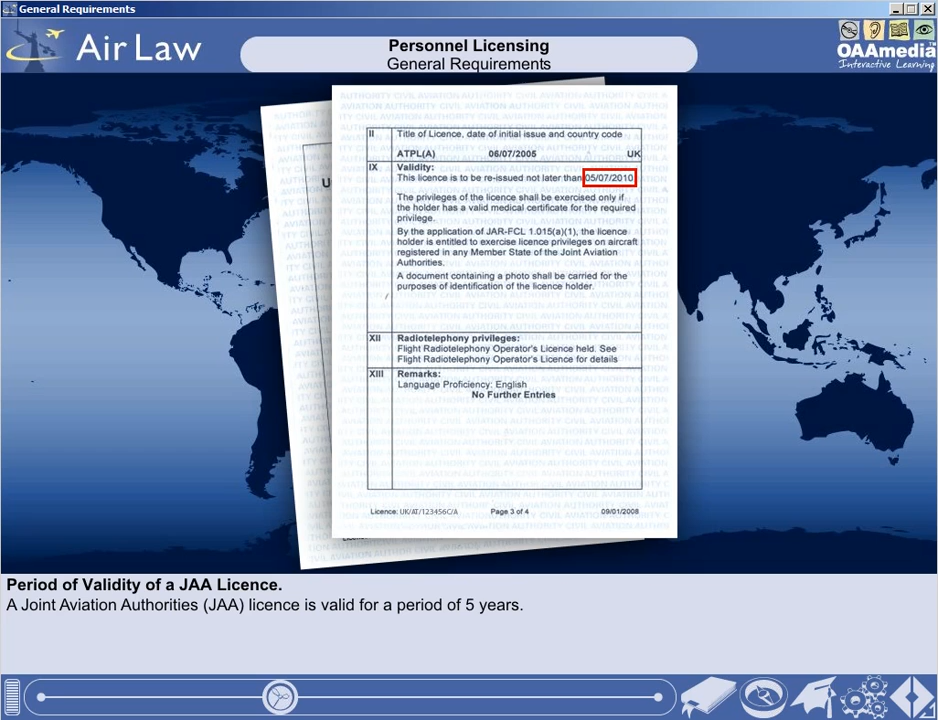 General Requirements
Air Law
Personnel Licensing
General Requirements
OAAmedia
Interactive Learning
II Title of Licence, date of initial issue and country code
ATPL(A) 06/07/2005 UK
IX Validity:
This licence is to be re-issued not later than 05/07/2010
The privileges of the licence shall be exercised only if
the holder has a valid medical certificate for the required
privilege.
By the application of JAR-FCL 1.015(a)(1), the licence
holder is entitled to exercise licence privileges on aircraft
registered in any Member State of the Joint Aviation
Authorities.
A document containing a photo shall be carried for the
purposes of identification of the licence holder.
XII Radiotelephony privileges:
Flight Radiotelephony Operator's Licence held. See
Flight Radiotelephony Operator's Licence for details
XIII Remarks:
Language Proficiency: English
No Further Entries
Licence: UK/AT/123456C/A Page 3 of 4 09/01/2008
Period of Validity of a JAA Licence.
A Joint Aviation Authorities (JAA) licence is valid for a period of 5 years.